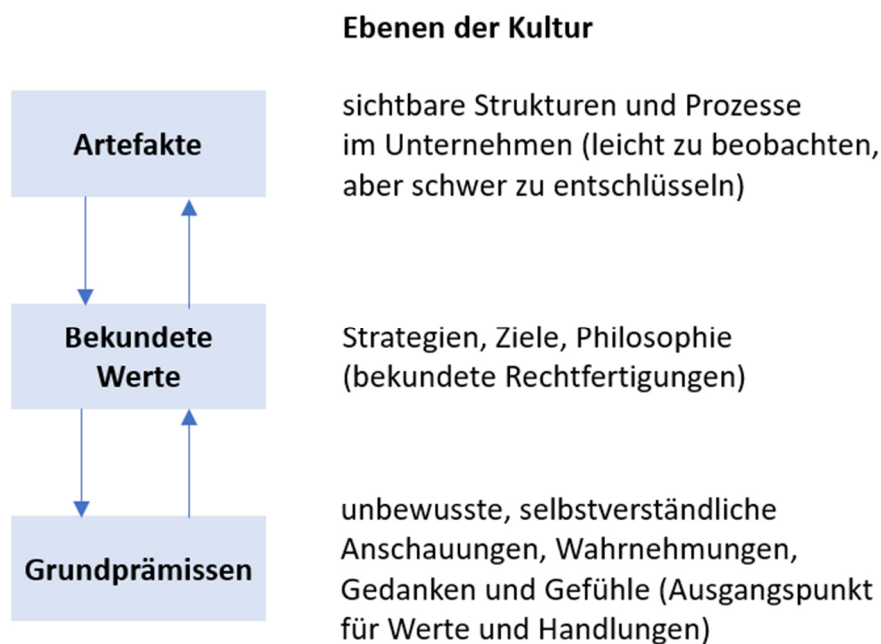 Ebenen der Kultur
Artefakte
sichtbare Strukturen und Prozesse
im Unternehmen (leicht zu beobachten,
aber schwer zu entschlüsseln)
Bekundete
Werte
Strategien, Ziele, Philosophie
(bekundete Rechtfertigungen)
Grundprämissen
unbewusste, selbstverständliche
Anschauungen, Wahrnehmungen,
Gedanken und Gefühle (Ausgangspunkt
für Werte und Handlungen)